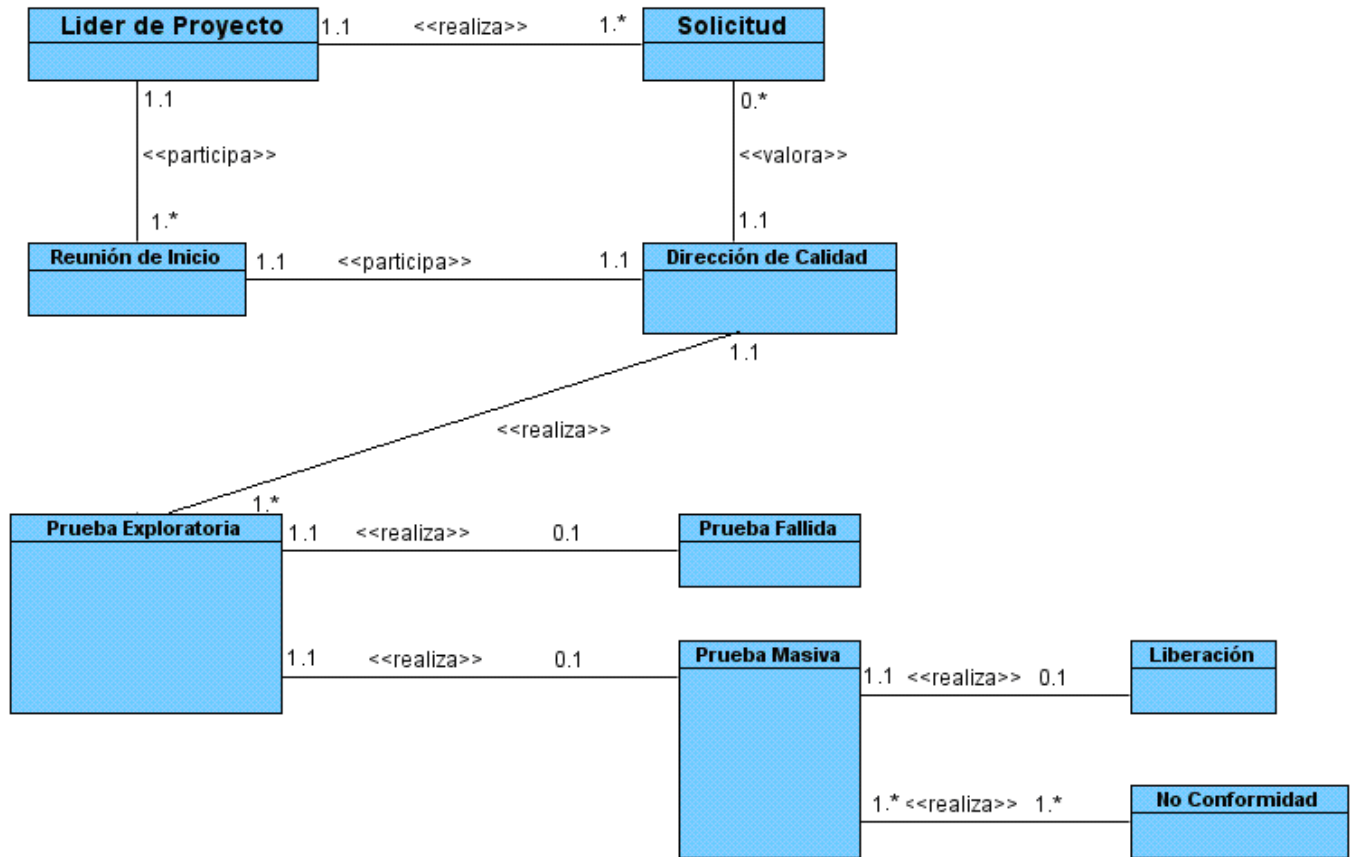 Lider de Proyecto
1.1 <<realiza>> 1.*
Solicitud
1.1
<<participa>>
1.*
0.*
<<valora>>
1.1
Reunión de Inicio
1.1 <<participa>> 1.1
Dirección de Calidad
1.1
<<realiza>>
1.*
Prueba Exploratoria
1.1 <<realiza>> 0.1
Prueba Fallida
1.1 <<realiza>> 0.1
Prueba Masiva
1.1 <<realiza>> 0.1
Liberación
1.* <<realiza>> 1.*
No Conformidad